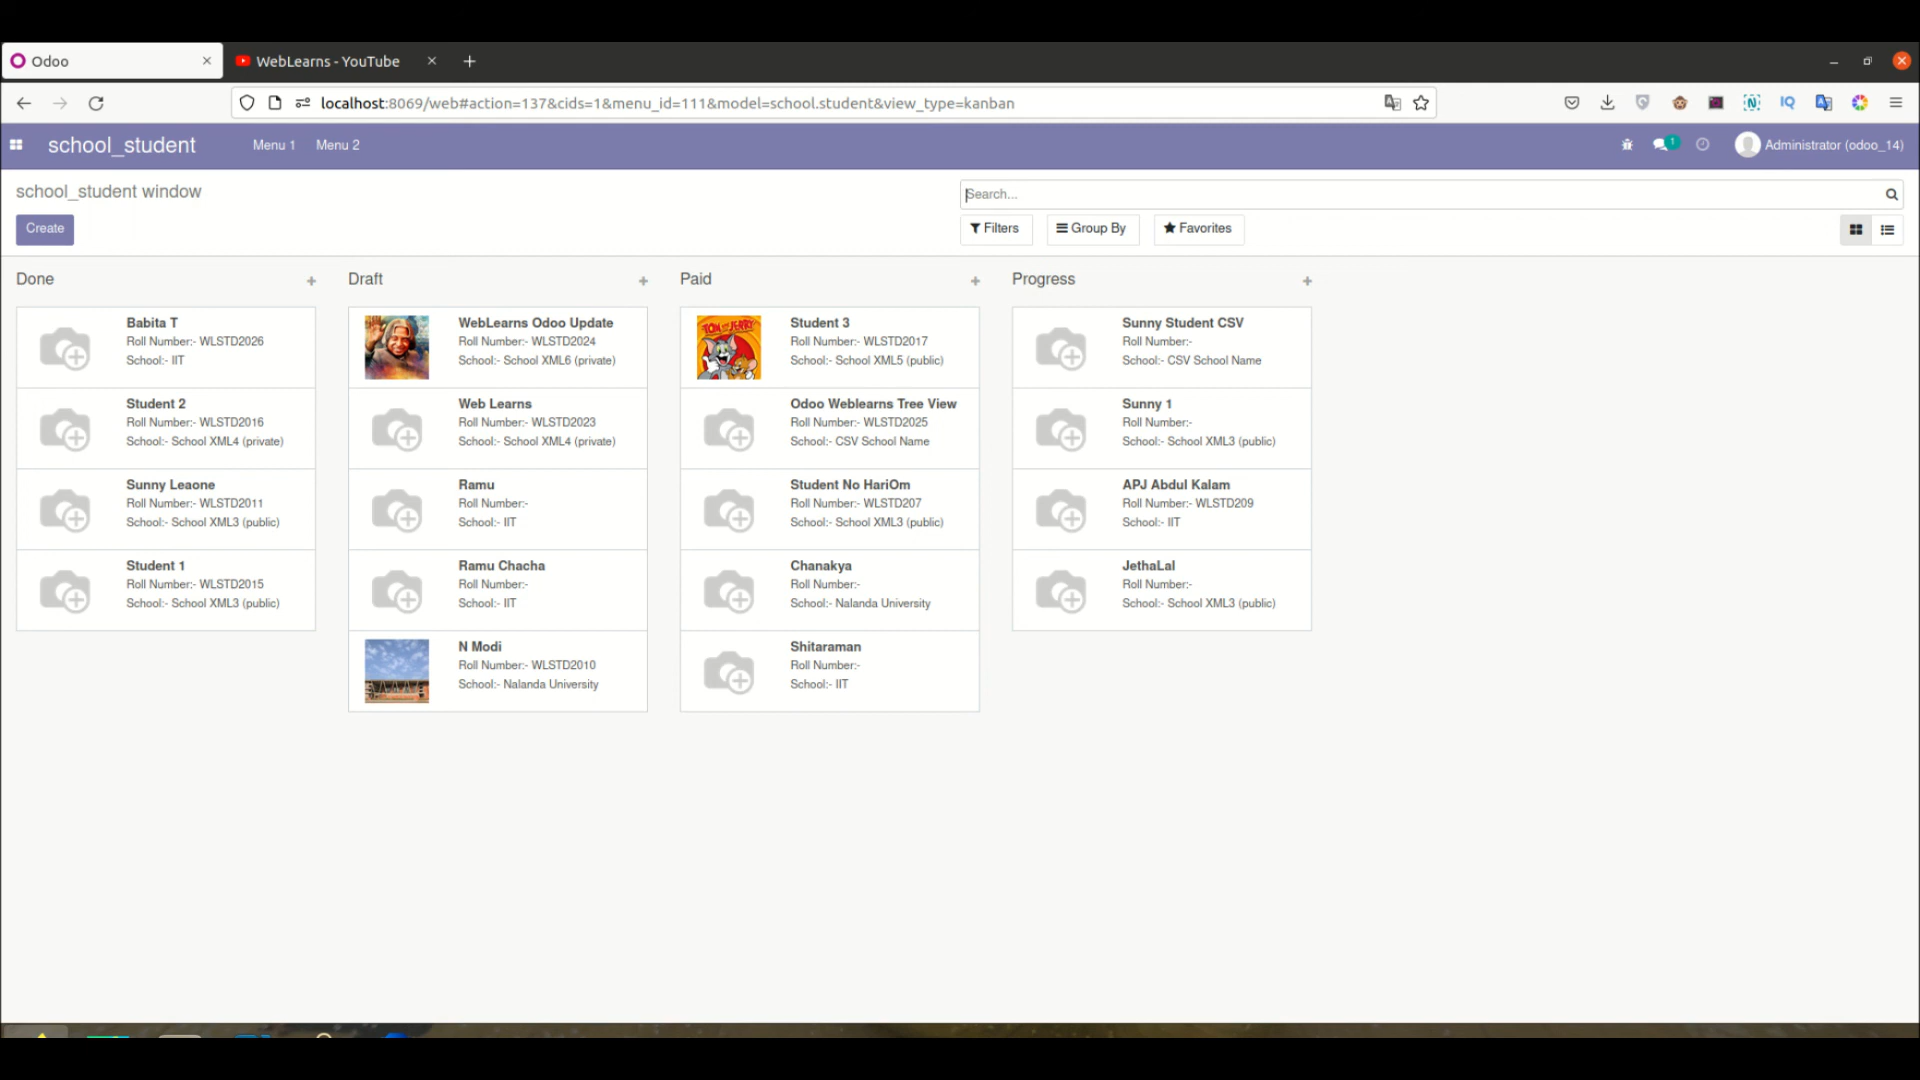 Odoo
WebLearns - YouTube
localhost:8069/web#action=137&cids=1&menu_id=111&model=school.student&view_type=kanban
IQ
school_student
Menu 1
Menu 2
1
Administrator (odoo_14)
school_student window
Search...
Create
Filters
Group By
Favorites
Done
Babita T
Roll Number:- WLSTD2026
School:- IIT
Student 2
Roll Number:- WLSTD2016
School:- School XML4 (private)
Sunny Leaone
Roll Number:- WLSTD2011
School:- School XML3 (public)
Student 1
Roll Number:- WLSTD2015
School:- School XML3 (public)
Draft
WebLearns Odoo Update
Roll Number:- WLSTD2024
School:- School XML6 (private)
Web Learns
Roll Number:- WLSTD2023
School:- School XML4 (private)
Ramu
Roll Number:-
School:- IIT
Ramu Chacha
Roll Number:-
School:- IIT
N Modi
Roll Number:- WLSTD2010
School:- Nalanda University
Paid
TOM and JERRY
Student 3
Roll Number:- WLSTD2017
School:- School XML5 (public)
Odoo Weblearns Tree View
Roll Number:- WLSTD2025
School:- CSV School Name
Student No HariOm
Roll Number:- WLSTD207
School:- School XML3 (public)
Chanakya
Roll Number:-
School:- Nalanda University
Shitaraman
Roll Number:-
School:- IIT
Progress
Sunny Student CSV
Roll Number:-
School:- CSV School Name
Sunny 1
Roll Number:-
School:- School XML3 (public)
APJ Abdul Kalam
Roll Number:- WLSTD209
School:- IIT
JethaLal
Roll Number:-
School:- School XML3 (public)